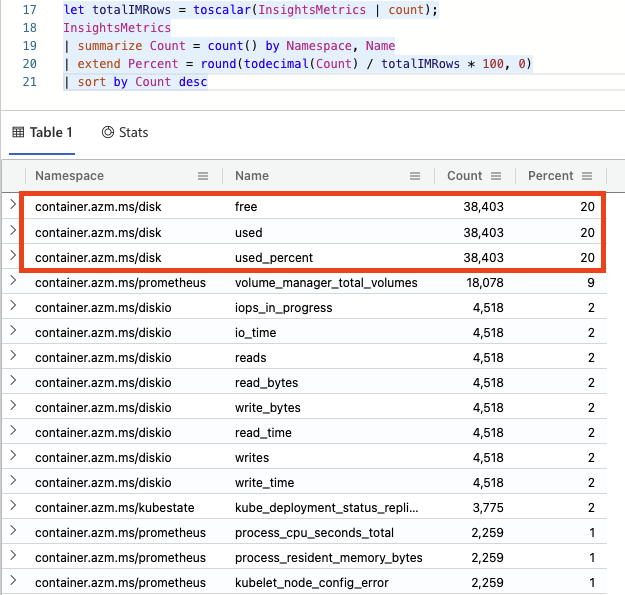 17 let totalIMRows = toscalar(InsightsMetrics | count);
18 InsightsMetrics
19 | summarize Count = count() by Namespace, Name
20 | extend Percent = round(todecimal(Count) / totalIMRows * 100, 0)
21 | sort by Count desc
Table 1 Stats
Namespace Name Count Percent
container.azm.ms/disk free 38,403 20
container.azm.ms/disk used 38,403 20
container.azm.ms/disk used_percent 38,403 20
container.azm.ms/prometheus volume_manager_total_volumes 18,078 9
container.azm.ms/diskio iops_in_progress 4,518 2
container.azm.ms/diskio io_time 4,518 2
container.azm.ms/diskio reads 4,518 2
container.azm.ms/diskio read_bytes 4,518 2
container.azm.ms/diskio write_bytes 4,518 2
container.azm.ms/diskio read_time 4,518 2
container.azm.ms/diskio writes 4,518 2
container.azm.ms/diskio write_time 4,518 2
container.azm.ms/kubestate kube_deployment_status_repli... 3,775 2
container.azm.ms/prometheus process_cpu_seconds_total 2,259 1
container.azm.ms/prometheus process_resident_memory_bytes 2,259 1
container.azm.ms/prometheus kubelet_node_config_error 2,259 1